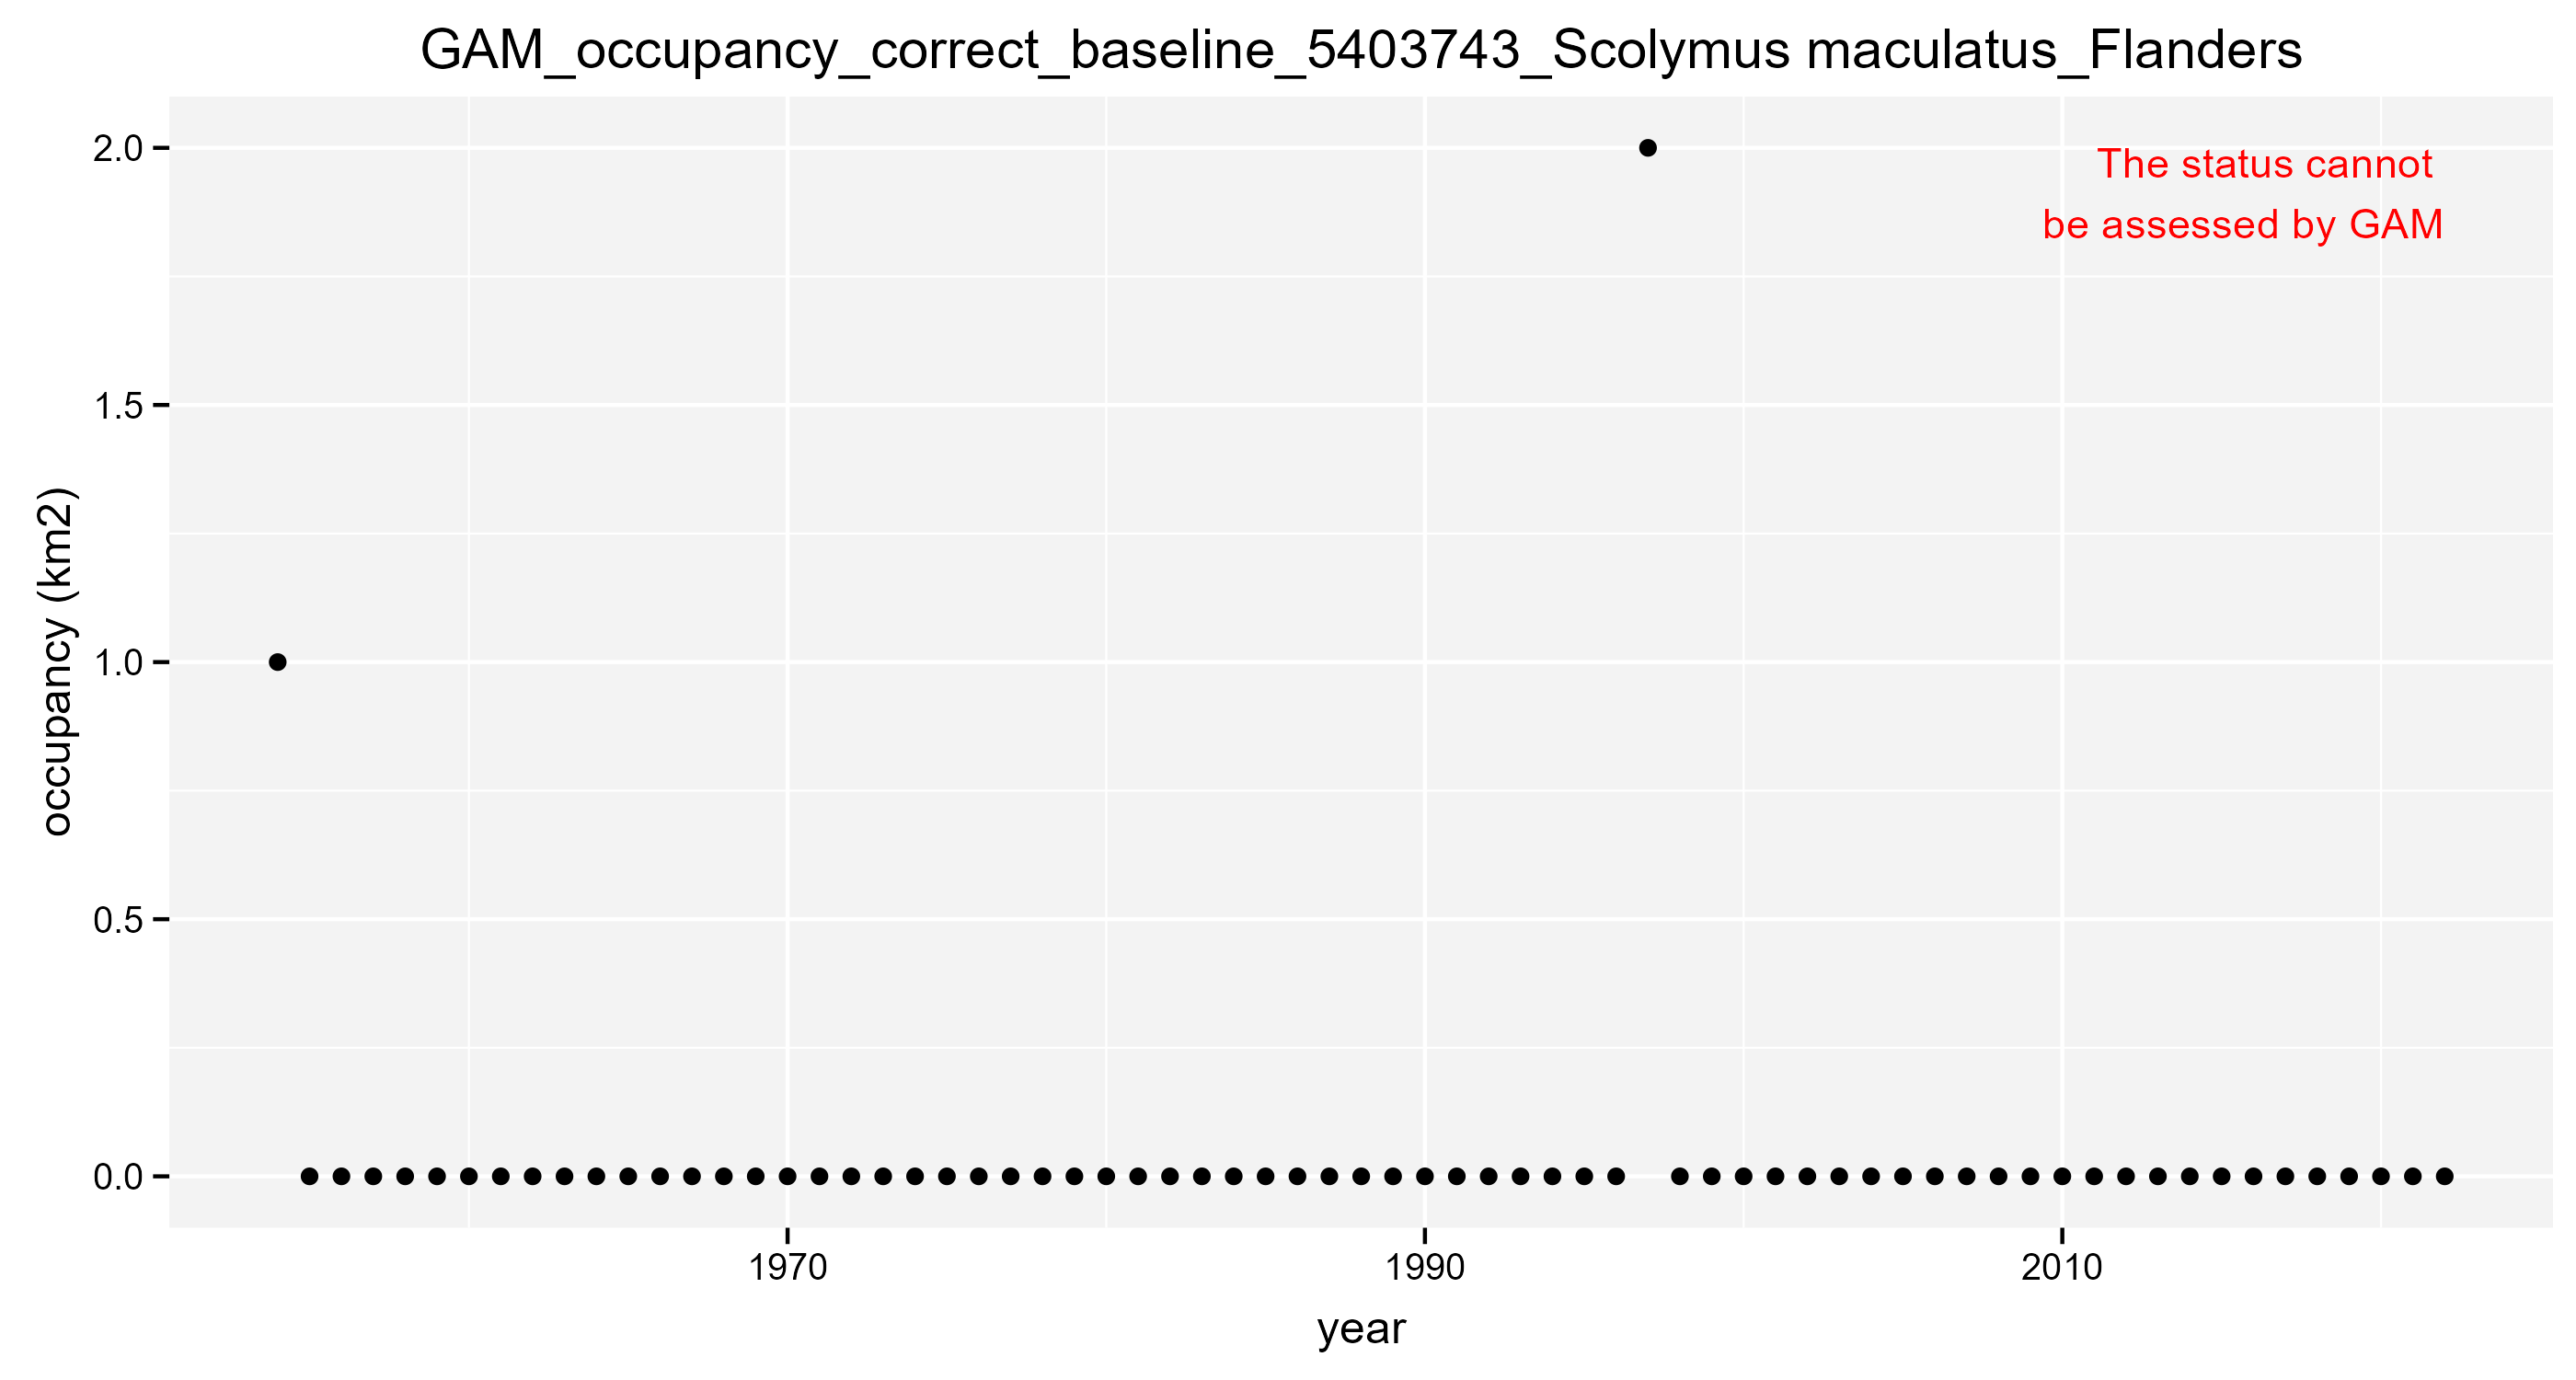 GAM_occupancy_correct_baseline_5403743_Scolymus maculatus_Flanders
The status cannot
be assessed by GAM
occupancy (km2)
2.0
1.5
1.0
0.5
0.0
1970
1990
2010
year